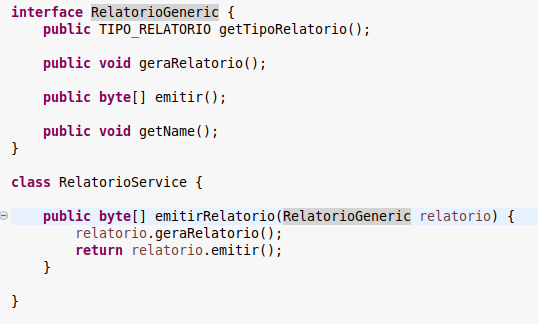 interface RelatorioGeneric {
    public TIPO_RELATORIO getTipoRelatorio();
    public void geraRelatorio();
    public byte[] emitir();
    public void getName();
}
class RelatorioService {
    public byte[] emitirRelatorio(RelatorioGeneric relatorio) {
        relatorio.geraRelatorio();
        return relatorio.emitir();
    }
}